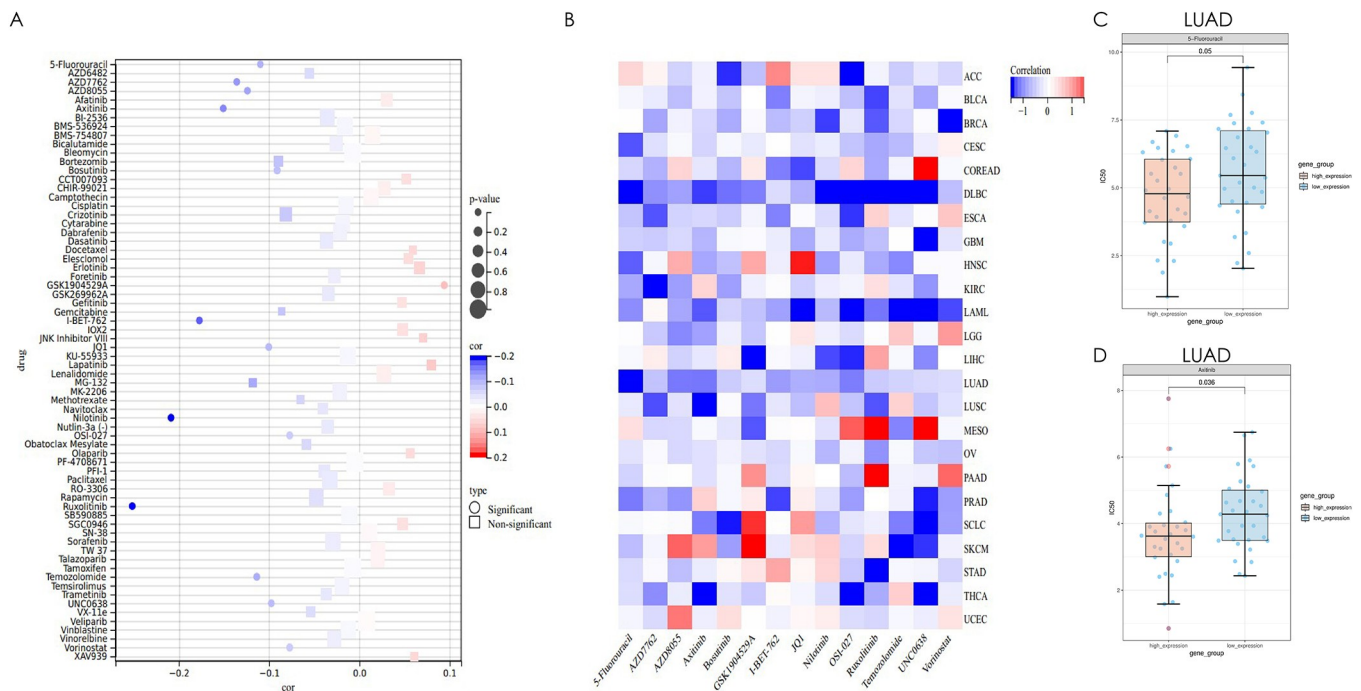 A
drug
5-Fluorouracil
AZD6482
AZD7762
AZD8055
Afatinib
Axitinib
BI-2536
BMS-536924
BMS-754807
Bicalutamide
Bleomycin
Bortezomib
Bosutinib
CCT007093
CHIR-99021
Camptothecin
Cisplatin
Crizotinib
Cytarabine
Dabrafenib
Dasatinib
Docetaxel
Elesclomol
Erlotinib
Foretinib
GSK1904529A
GSK269962A
Gefitinib
Gemcitabine
I-BET-762
IOX2
JNK Inhibitor VIII
JQ1
KU-55933
Lapatinib
Lenalidomide
MG-132
MK-2206
Methotrexate
Navitoclax
Nilotinib
Nutlin-3a (-)
OSI-027
Obatoclax Mesylate
Olaparib
PF-4708671
PFI-1
Paclitaxel
RO-3306
Rapamycin
Ruxolitinib
SB590885
SGC0946
SN-38
Sorafenib
TW 37
Talazoparib
Tamoxifen
Temozolomide
Temsirolimus
Trametinib
UNC0638
VX-11e
Veliparib
Vinblastine
Vinorelbine
Vorinostat
XAV939
−0.2
−0.1
0.0
0.1
cor
p-value
0.2
0.4
0.6
0.8
cor
−0.2
−0.1
0.0
0.1
0.2
type
Significant
Non-significant
B
ACC
BLCA
BRCA
CESC
COREAD
DLBC
ESCA
GBM
HNSC
KIRC
LAML
LGG
LIHC
LUAD
LUSC
MESO
OV
PAAD
PRAD
SCLC
SKCM
STAD
THCA
UCEC
5-Fluorouracil
AZD7762
AZD8055
Axitinib
Bosutinib
GSK1904529A
I-BET-762
JQ1
Nilotinib
OSI-027
Ruxolitinib
Temozolomide
UNC0638
Vorinostat
Correlation
−1
0
1
C
LUAD
5-Fluorouracil
0.05
10.0
7.5
5.0
2.5
IC50
high_expression
low_expression
gene_group
gene_group
high_expression
low_expression
D
LUAD
Axitinib
0.036
8
6
4
2
IC50
high_expression
low_expression
gene_group
gene_group
high_expression
low_expression